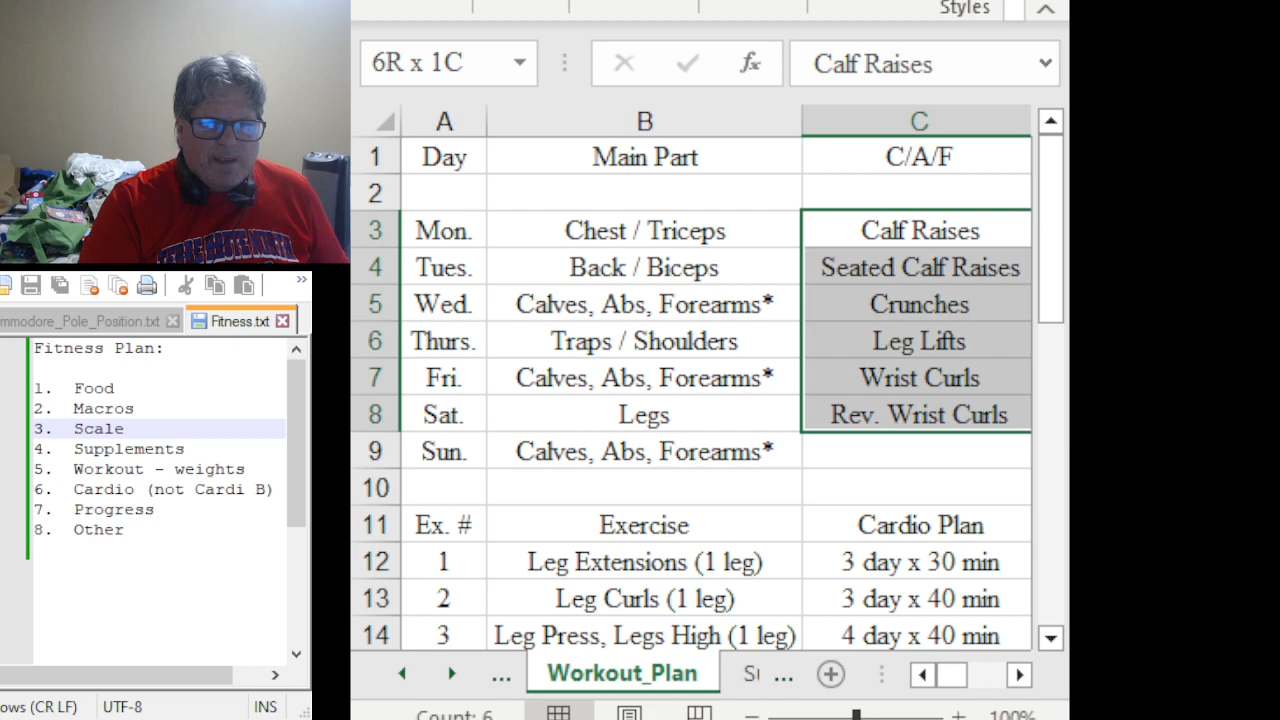 Styles
6R x 1C
fx
Calf Raises
A B C
1 Day Main Part C/A/F
2
3 Mon. Chest / Triceps Calf Raises
4 Tues. Back / Biceps Seated Calf Raises
5 Wed. Calves, Abs, Forearms* Crunches
6 Thurs. Traps / Shoulders Leg Lifts
7 Fri. Calves, Abs, Forearms* Wrist Curls
8 Sat. Legs Rev. Wrist Curls
9 Sun. Calves, Abs, Forearms*
10
11 Ex. # Exercise Cardio Plan
12 1 Leg Extensions (1 leg) 3 day x 30 min
13 2 Leg Curls (1 leg) 3 day x 40 min
14 3 Leg Press, Legs High (1 leg) 4 day x 40 min
... Workout_Plan ...
Count: 6 100%
mmodore_Pole_Position.txt Fitness.txt
Fitness Plan:
1. Food
2. Macros
3. Scale
4. Supplements
5. Workout - weights
6. Cardio (not Cardi B)
7. Progress
8. Other
ows (CR LF) UTF-8 INS